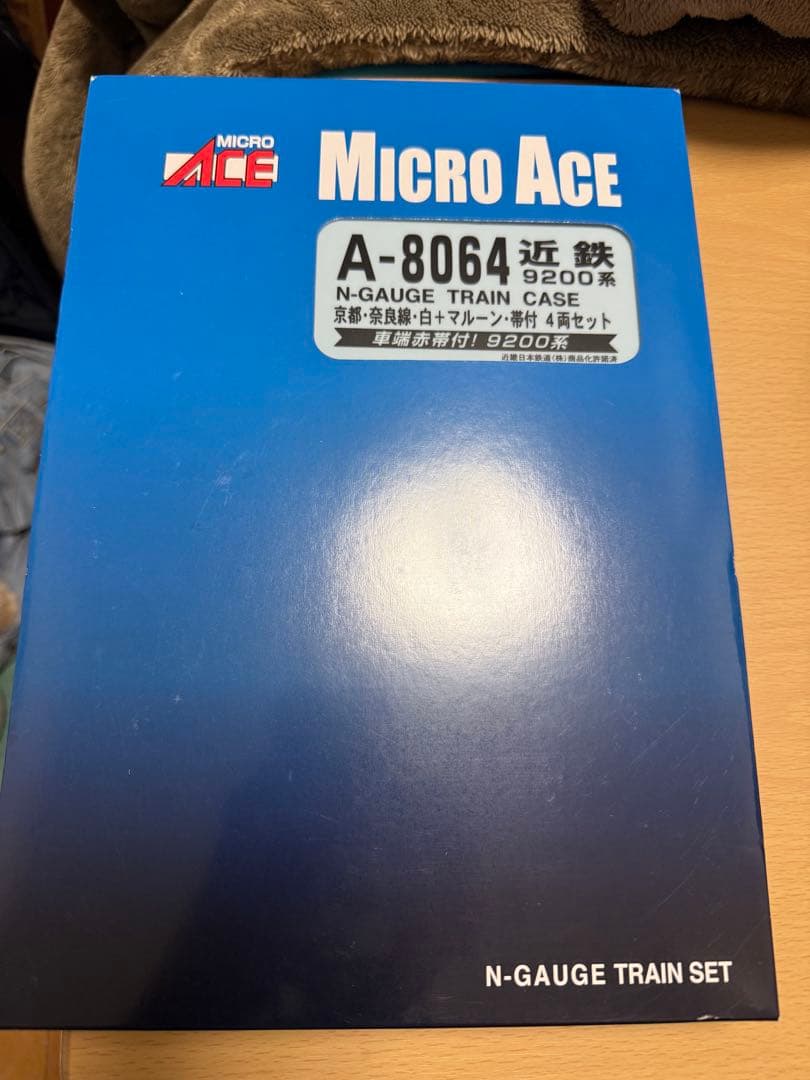 MICRO
ACE
MICRO ACE
A-8064 近鉄
9200系
N-GAUGE TRAIN CASE
京都・奈良線・白+マルーン・帯付 4両セット
車端赤帯付! 9200系
近畿日本鉄道(株)商品化許諾済
N-GAUGE TRAIN SET